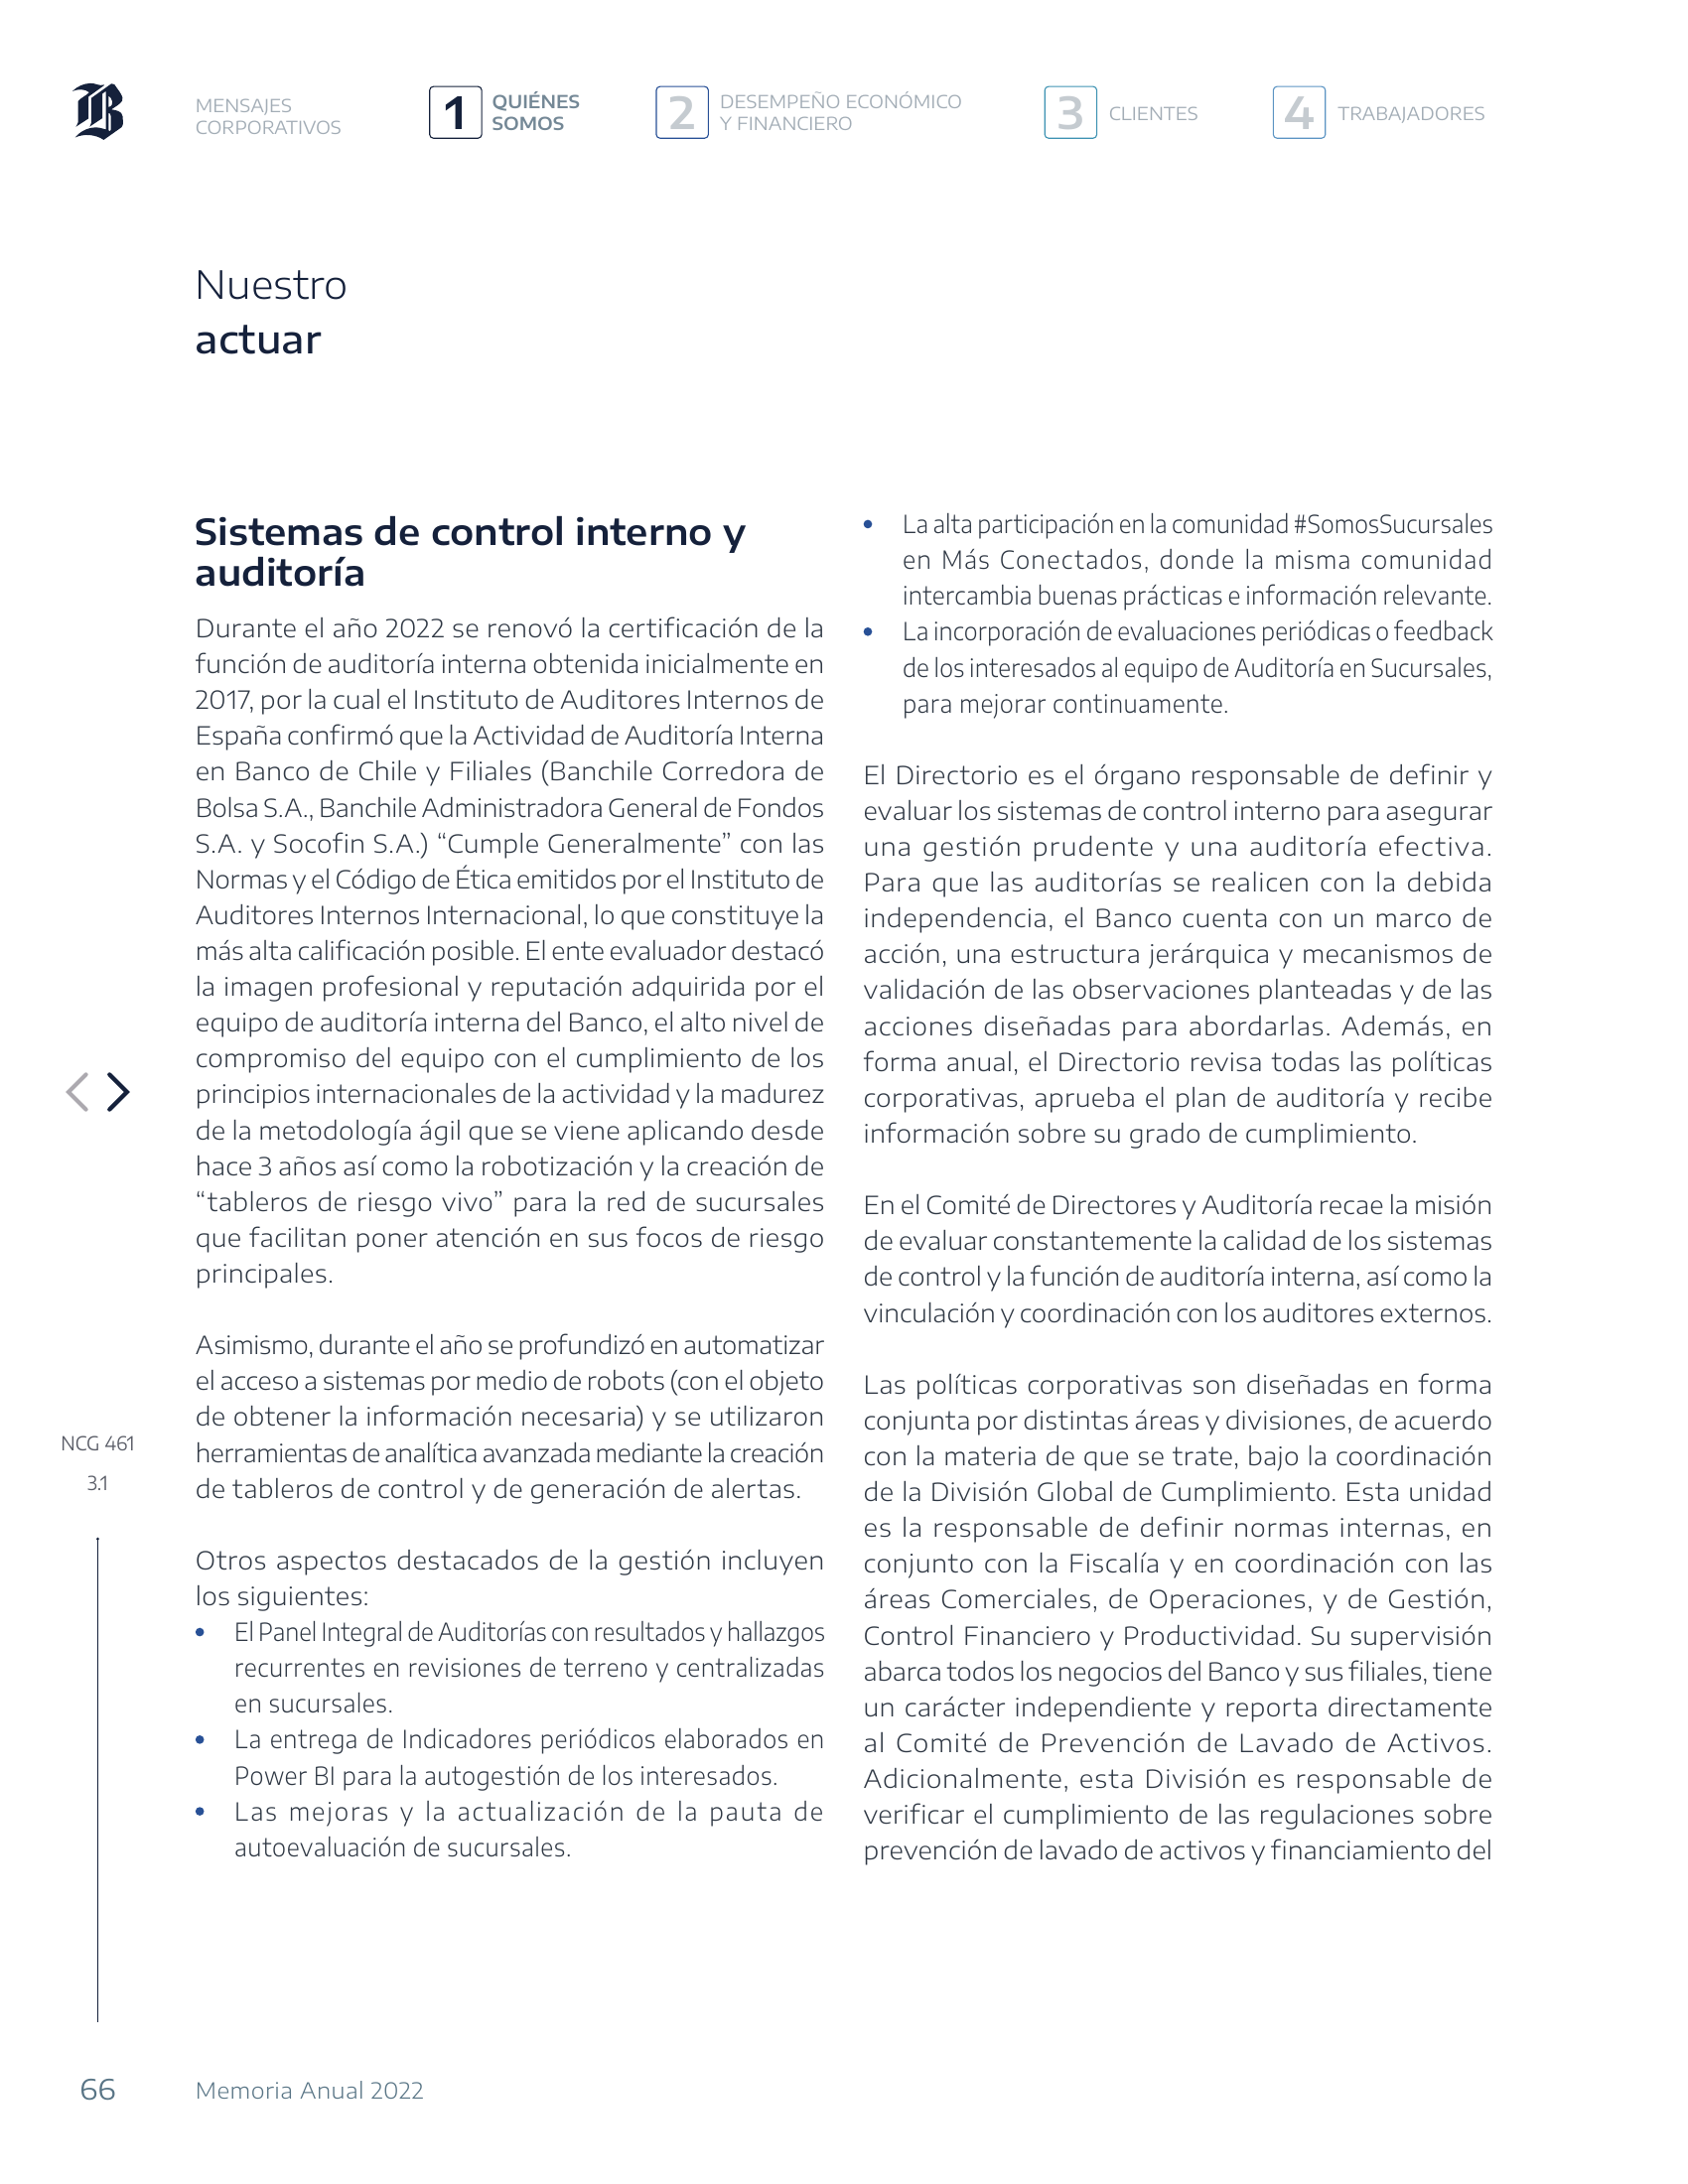 MENSAJES
CORPORATIVOS
1 QUIÉNES
SOMOS
2 DESEMPEÑO ECONÓMICO
Y FINANCIERO
3 CLIENTES
4 TRABAJADORES
Nuestro
actuar
Sistemas de control interno y
auditoría
Durante el año 2022 se renovó la certificación de la
función de auditoría interna obtenida inicialmente en
2017, por la cual el Instituto de Auditores Internos de
España confirmó que la Actividad de Auditoría Interna
en Banco de Chile y Filiales (Banchile Corredora de
Bolsa S.A., Banchile Administradora General de Fondos
S.A. y Socofin S.A.) “Cumple Generalmente” con las
Normas y el Código de Ética emitidos por el Instituto de
Auditores Internos Internacional, lo que constituye la
más alta calificación posible. El ente evaluador destacó
la imagen profesional y reputación adquirida por el
equipo de auditoría interna del Banco, el alto nivel de
compromiso del equipo con el cumplimiento de los
principios internacionales de la actividad y la madurez
de la metodología ágil que se viene aplicando desde
hace 3 años así como la robotización y la creación de
“tableros de riesgo vivo” para la red de sucursales
que facilitan poner atención en sus focos de riesgo
principales.
Asimismo, durante el año se profundizó en automatizar
el acceso a sistemas por medio de robots (con el objeto
de obtener la información necesaria) y se utilizaron
herramientas de analítica avanzada mediante la creación
de tableros de control y de generación de alertas.
Otros aspectos destacados de la gestión incluyen
los siguientes:
• El Panel Integral de Auditorías con resultados y hallazgos
recurrentes en revisiones de terreno y centralizadas
en sucursales.
• La entrega de Indicadores periódicos elaborados en
Power BI para la autogestión de los interesados.
• Las mejoras y la actualización de la pauta de
autoevaluación de sucursales.
• La alta participación en la comunidad #SomosSucursales
en Más Conectados, donde la misma comunidad
intercambia buenas prácticas e información relevante.
• La incorporación de evaluaciones periódicas o feedback
de los interesados al equipo de Auditoría en Sucursales,
para mejorar continuamente.
El Directorio es el órgano responsable de definir y
evaluar los sistemas de control interno para asegurar
una gestión prudente y una auditoría efectiva.
Para que las auditorías se realicen con la debida
independencia, el Banco cuenta con un marco de
acción, una estructura jerárquica y mecanismos de
validación de las observaciones planteadas y de las
acciones diseñadas para abordarlas. Además, en
forma anual, el Directorio revisa todas las políticas
corporativas, aprueba el plan de auditoría y recibe
información sobre su grado de cumplimiento.
En el Comité de Directores y Auditoría recae la misión
de evaluar constantemente la calidad de los sistemas
de control y la función de auditoría interna, así como la
vinculación y coordinación con los auditores externos.
Las políticas corporativas son diseñadas en forma
conjunta por distintas áreas y divisiones, de acuerdo
con la materia de que se trate, bajo la coordinación
de la División Global de Cumplimiento. Esta unidad
es la responsable de definir normas internas, en
conjunto con la Fiscalía y en coordinación con las
áreas Comerciales, de Operaciones, y de Gestión,
Control Financiero y Productividad. Su supervisión
abarca todos los negocios del Banco y sus filiales, tiene
un carácter independiente y reporta directamente
al Comité de Prevención de Lavado de Activos.
Adicionalmente, esta División es responsable de
verificar el cumplimiento de las regulaciones sobre
prevención de lavado de activos y financiamiento del
NCG 461
3.1
66
Memoria Anual 2022